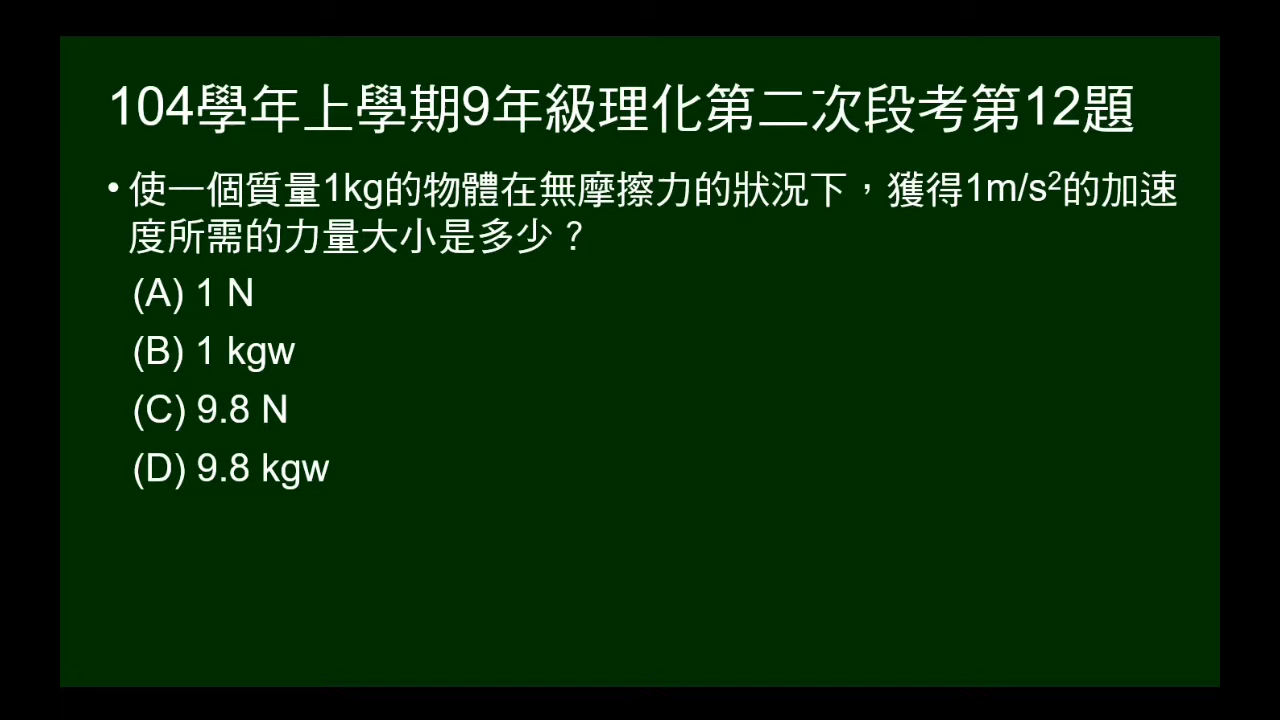 104學年上學期9年級理化第二次段考第12題
• 使一個質量1kg的物體在無摩擦力的狀況下，獲得1m/s²的加速
度所需的力量大小是多少？
(A) 1 N
(B) 1 kgw
(C) 9.8 N
(D) 9.8 kgw